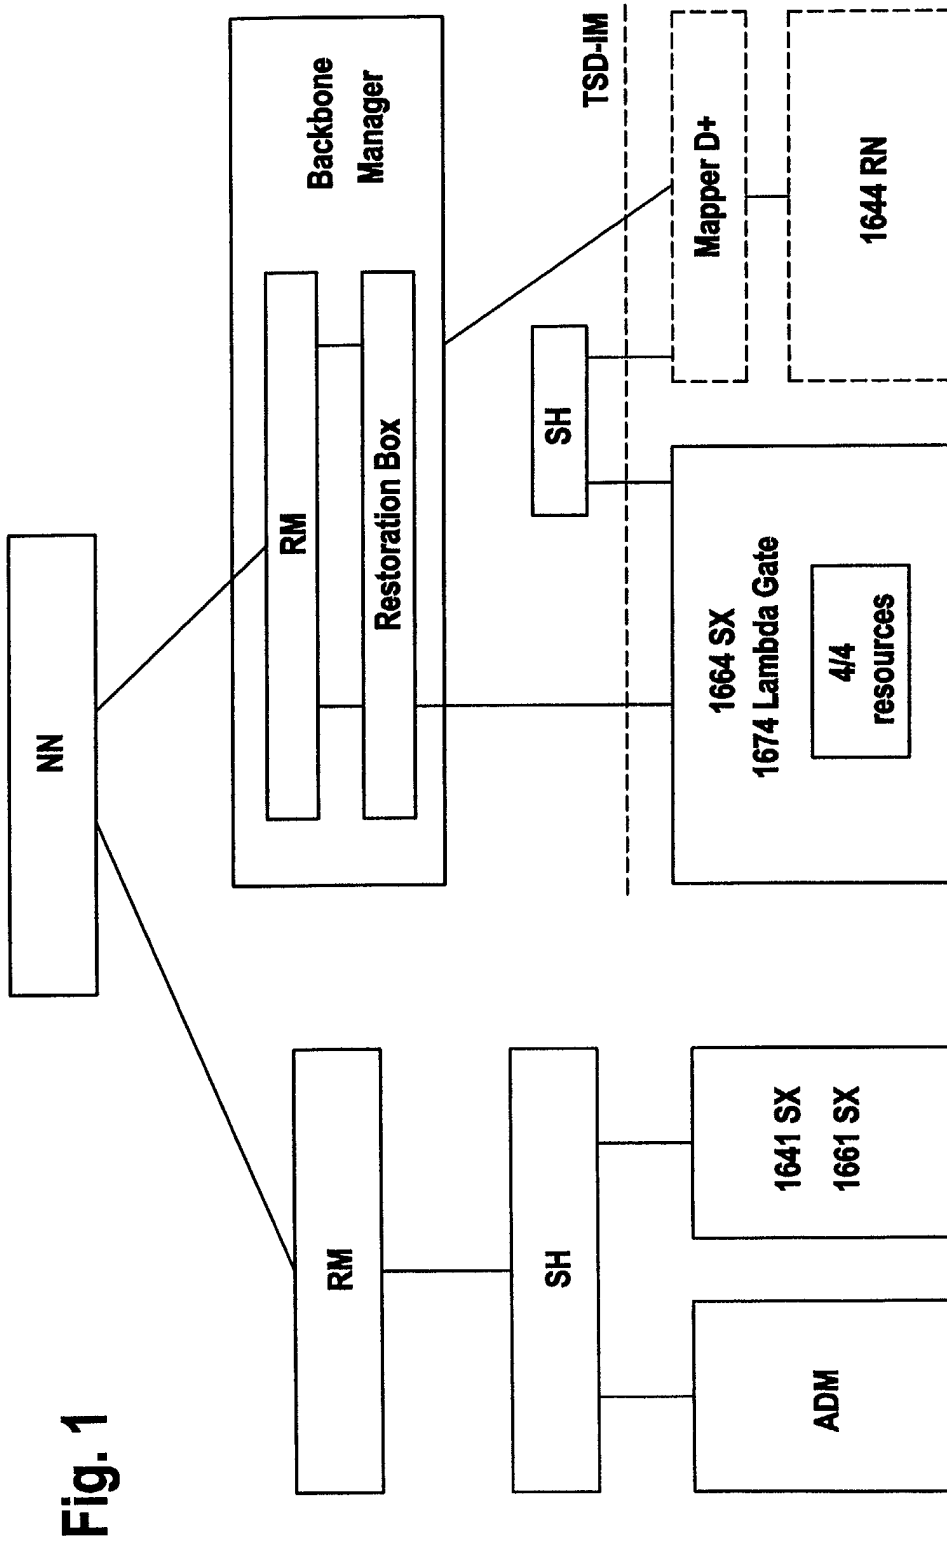 Fig. 1
NN
RM
SH
ADM
1641 SX
1661 SX
Backbone
Manager
RM
Restoration Box
SH
TSD-IM
1664 SX
1674 Lambda Gate
4/4
resources
Mapper D+
1644 RN